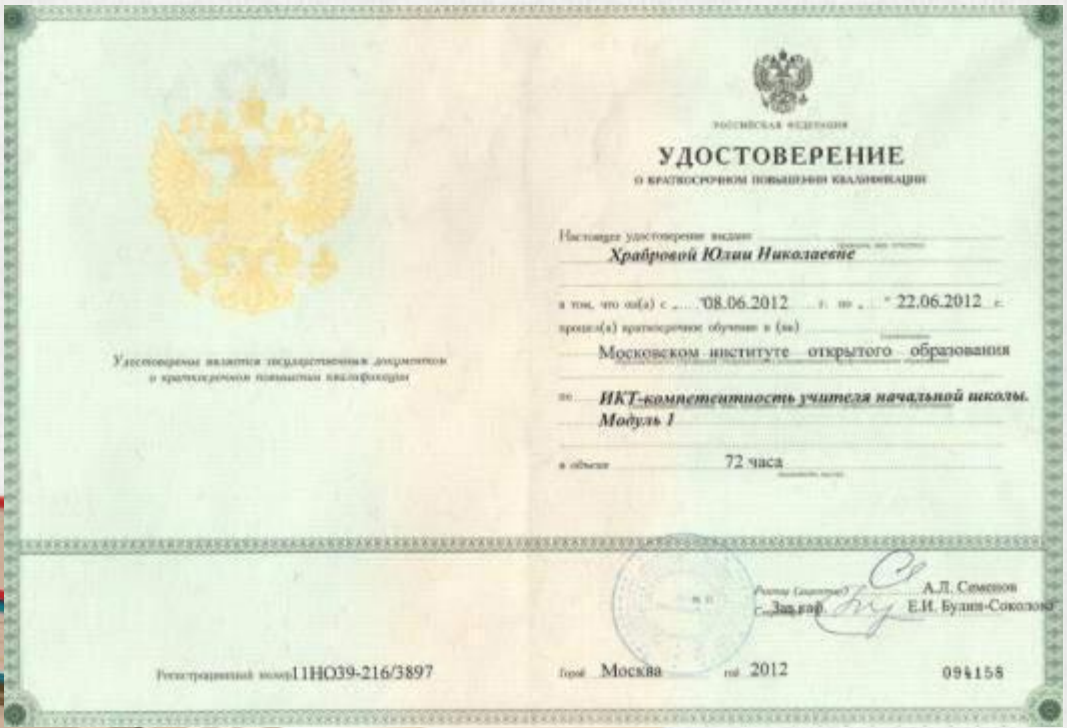 Удостоверение является государственным документом
о краткосрочном повышении квалификации
Регистрационный номер 11НО39-216/3897
РОССИЙСКАЯ ФЕДЕРАЦИЯ
УДОСТОВЕРЕНИЕ
О КРАТКОСРОЧНОМ ПОВЫШЕНИИ КВАЛИФИКАЦИИ
Настоящее удостоверение выдано
Храбровой Юлии Николаевне
в том, что он(а) с „ "08.06.2012 г. по „ " 22.06.2012 г.
прошел(а) краткосрочное обучение в (на)
Московском институте открытого образования
по ИКТ-компетентность учителя начальной школы.
Модуль 1
в объеме 72 часа
Ректор (директор) А.Л. Семенов
Зав.каф. Е.И. Булин-Соколова
Город Москва год 2012 094158